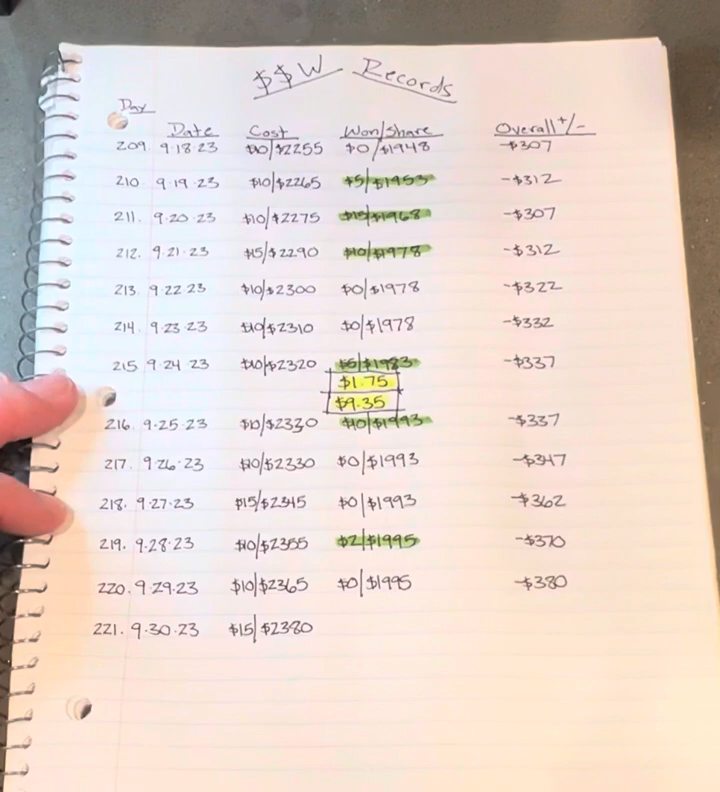 $$W Records
Day Date Cost Won/Share Overall +/-
209. 9.18.23 $10/$2255 $0/$1948 -$307
210 9.19.23 $10/$2265 $5/$1953 -$312
211. 9.20.23 $10/$2275 $15/$1968 -$307
212. 9.21.23 $15/$2290 $10/$1978 -$312
213. 9.22.23 $10/$2300 $0/$1978 -$322
214. 9.23.23 $10/$2310 $0/$1978 -$332
215 9.24.23 $10/$2320 $5/$1983 -$337
$1.75
$9.35
216. 9.25.23 $10/$2330 $10/$1993 -$337
217. 9.26.23 $10/$2330 $0/$1993 -$347
218. 9.27.23 $15/$2345 $0/$1993 -$362
219. 9.28.23 $10/$2355 $2/$1995 -$370
220. 9.29.23 $10/$2365 $0/$1995 -$380
221. 9.30.23 $15/$2380